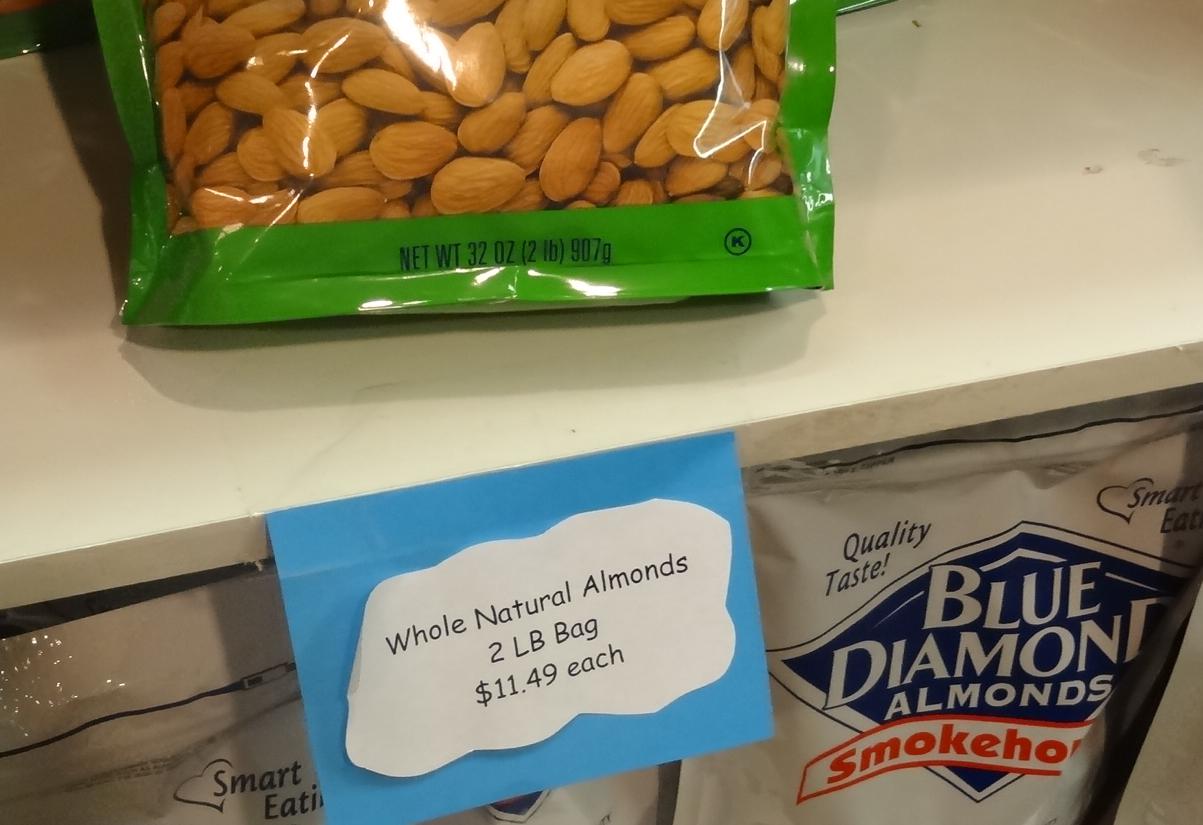 NET WT 32 OZ (2 lb) 907g
K
Whole Natural Almonds
2 LB Bag
$11.49 each
Quality
Taste!
Smart
BLUE
DIAMOND
ALMONDS
Smart